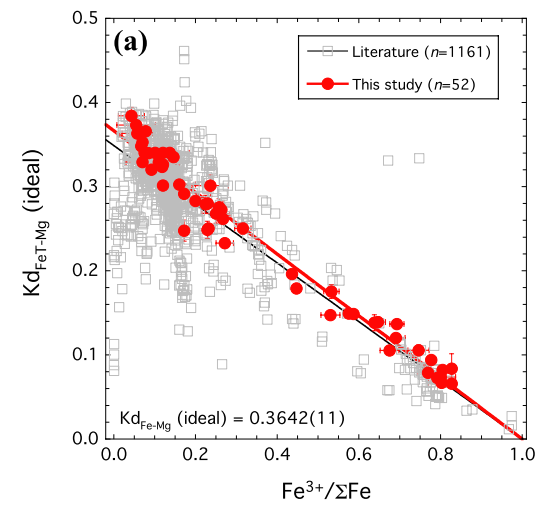 (a)
Literature (n=1161)
This study (n=52)
0.5
0.4
0.3
0.2
0.1
0.0
Kd_FeT-Mg (ideal)
Kd_Fe-Mg (ideal) = 0.3642(11)
0.0 0.2 0.4 0.6 0.8 1.0
Fe³⁺/ΣFe